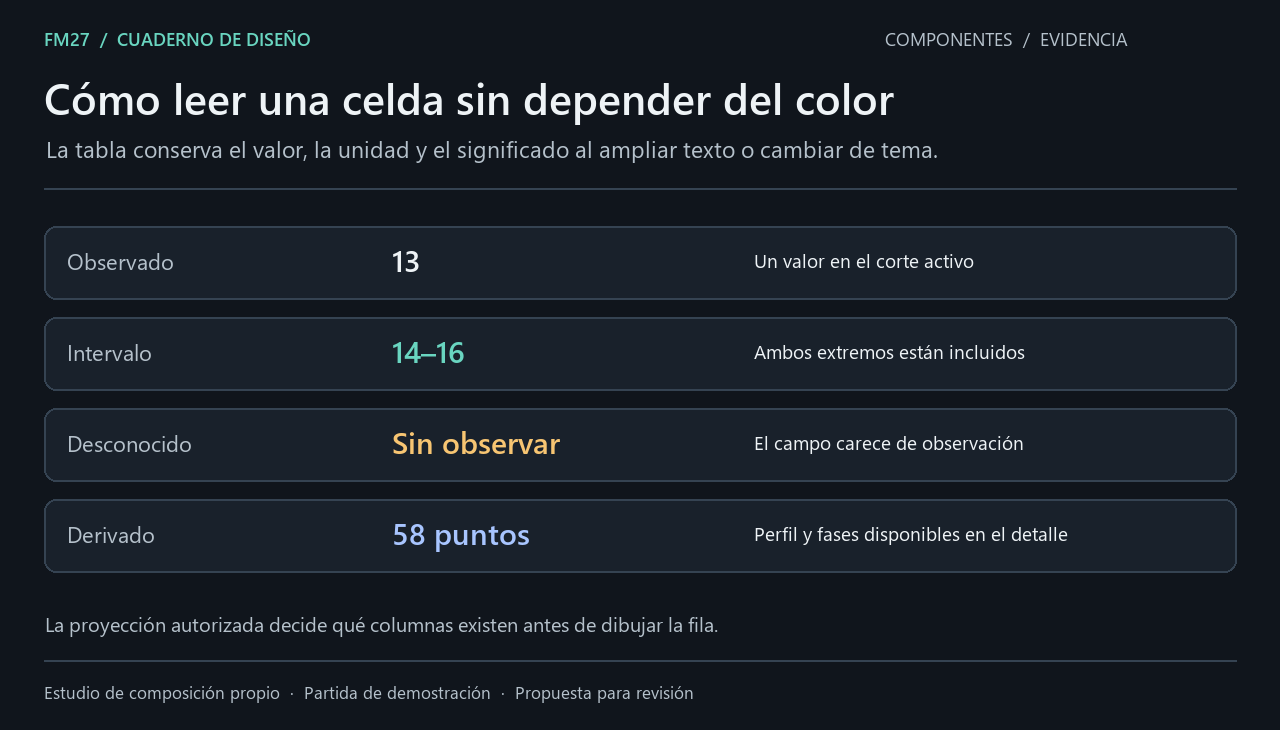 FM27 / CUADERNO DE DISEÑO
COMPONENTES / EVIDENCIA
Cómo leer una celda sin depender del color
La tabla conserva el valor, la unidad y el significado al ampliar texto o cambiar de tema.
Observado 13 Un valor en el corte activo
Intervalo 14–16 Ambos extremos están incluidos
Desconocido Sin observar El campo carece de observación
Derivado 58 puntos Perfil y fases disponibles en el detalle
La proyección autorizada decide qué columnas existen antes de dibujar la fila.
Estudio de composición propio · Partida de demostración · Propuesta para revisión